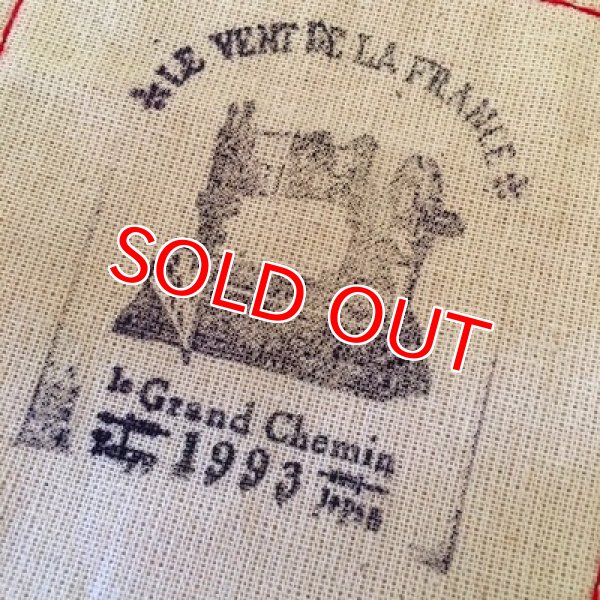 LE VENT DE LA FRANCE
SOLD OUT
le Grand Chemin
Tokyo 1993 Japan